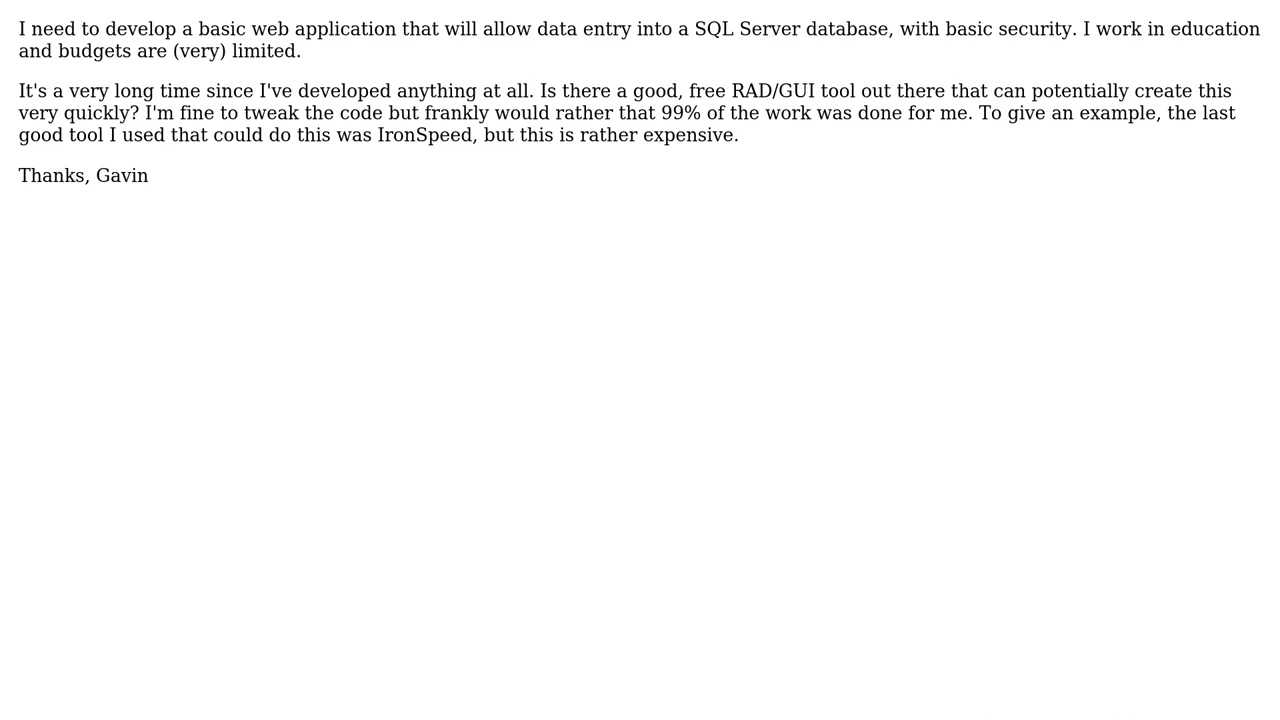 I need to develop a basic web application that will allow data entry into a SQL Server database, with basic security. I work in education
and budgets are (very) limited.
It's a very long time since I've developed anything at all. Is there a good, free RAD/GUI tool out there that can potentially create this
very quickly? I'm fine to tweak the code but frankly would rather that 99% of the work was done for me. To give an example, the last
good tool I used that could do this was IronSpeed, but this is rather expensive.
Thanks, Gavin